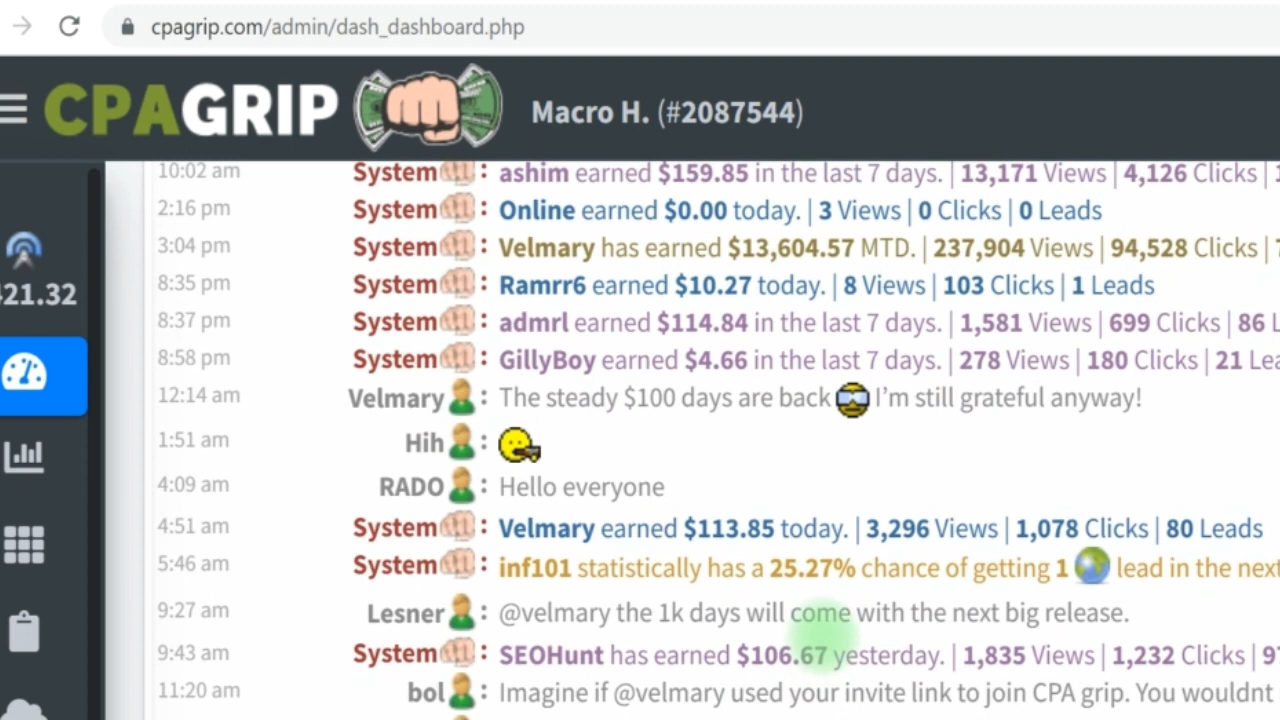 cpagrip.com/admin/dash_dashboard.php
CPAGRIP Macro H. (#2087544)
10:02 am System: ashim earned $159.85 in the last 7 days. | 13,171 Views | 4,126 Clicks |
2:16 pm System: Online earned $0.00 today. | 3 Views | 0 Clicks | 0 Leads
3:04 pm System: Velmary has earned $13,604.57 MTD. | 237,904 Views | 94,528 Clicks |
21.32
8:35 pm System: Ramrr6 earned $10.27 today. | 8 Views | 103 Clicks | 1 Leads
8:37 pm System: admrl earned $114.84 in the last 7 days. | 1,581 Views | 699 Clicks | 86 L
8:58 pm System: GillyBoy earned $4.66 in the last 7 days. | 278 Views | 180 Clicks | 21 Lea
12:14 am Velmary: The steady $100 days are back I'm still grateful anyway!
1:51 am Hih:
4:09 am RADO: Hello everyone
4:51 am System: Velmary earned $113.85 today. | 3,296 Views | 1,078 Clicks | 80 Leads
5:46 am System: inf101 statistically has a 25.27% chance of getting 1 lead in the next
9:27 am Lesner: @velmary the 1k days will come with the next big release.
9:43 am System: SEOHunt has earned $106.67 yesterday. | 1,835 Views | 1,232 Clicks | 97
11:20 am bol: Imagine if @velmary used your invite link to join CPA grip. You wouldnt